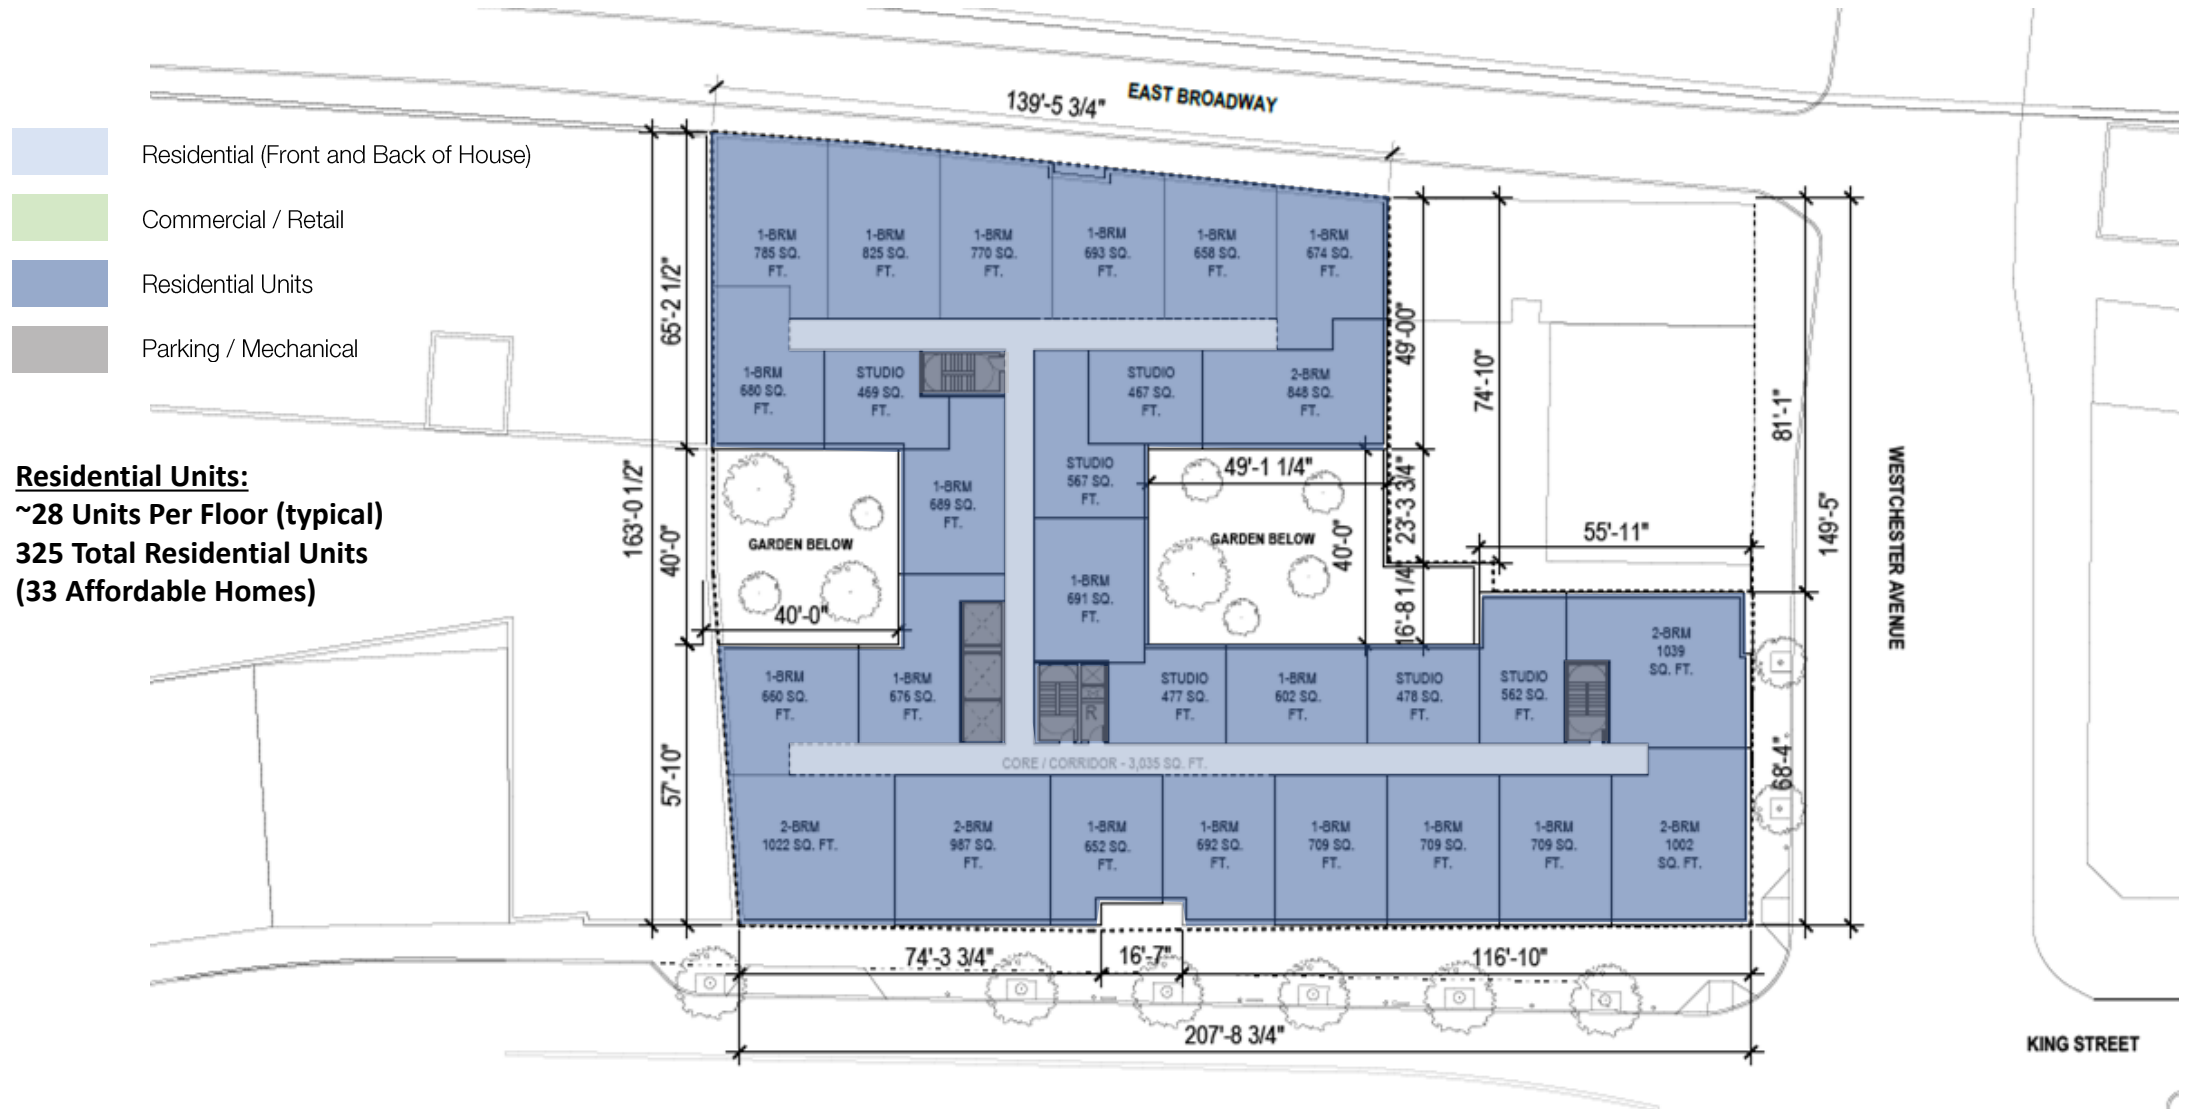 EAST BROADWAY
139'-5 3/4"
Residential (Front and Back of House)
Commercial / Retail
Residential Units
Parking / Mechanical
Residential Units:
~28 Units Per Floor (typical)
325 Total Residential Units
(33 Affordable Homes)
1-BRM
785 SQ.
FT.
1-BRM
825 SQ.
FT.
1-BRM
770 SQ.
FT.
1-BRM
693 SQ.
FT.
1-BRM
658 SQ.
FT.
1-BRM
674 SQ.
FT.
65'-2 1/2"
49'-00"
74'-10"
81'-1"
1-BRM
680 SQ.
FT.
STUDIO
469 SQ.
FT.
STUDIO
467 SQ.
FT.
2-BRM
848 SQ.
FT.
163'-0 1/2"
40'-0"
GARDEN BELOW
40'-0"
1-BRM
689 SQ.
FT.
STUDIO
567 SQ.
FT.
1-BRM
691 SQ.
FT.
49'-1 1/4"
GARDEN BELOW
40'-0"
23'-3 3/4"
16'-8 1/4"
55'-11"
149'-5"
WESTCHESTER AVENUE
1-BRM
660 SQ.
FT.
1-BRM
676 SQ.
FT.
R
STUDIO
477 SQ.
FT.
1-BRM
602 SQ.
FT.
STUDIO
478 SQ.
FT.
STUDIO
562 SQ.
FT.
2-BRM
1039
SQ. FT.
57'-10"
CORE / CORRIDOR - 3,035 SQ. FT.
68'-4"
2-BRM
1022 SQ. FT.
2-BRM
987 SQ.
FT.
1-BRM
652 SQ.
FT.
1-BRM
692 SQ.
FT.
1-BRM
709 SQ.
FT.
1-BRM
709 SQ.
FT.
1-BRM
709 SQ.
FT.
2-BRM
1002
SQ. FT.
74'-3 3/4"
16'-7"
116'-10"
207'-8 3/4"
KING STREET